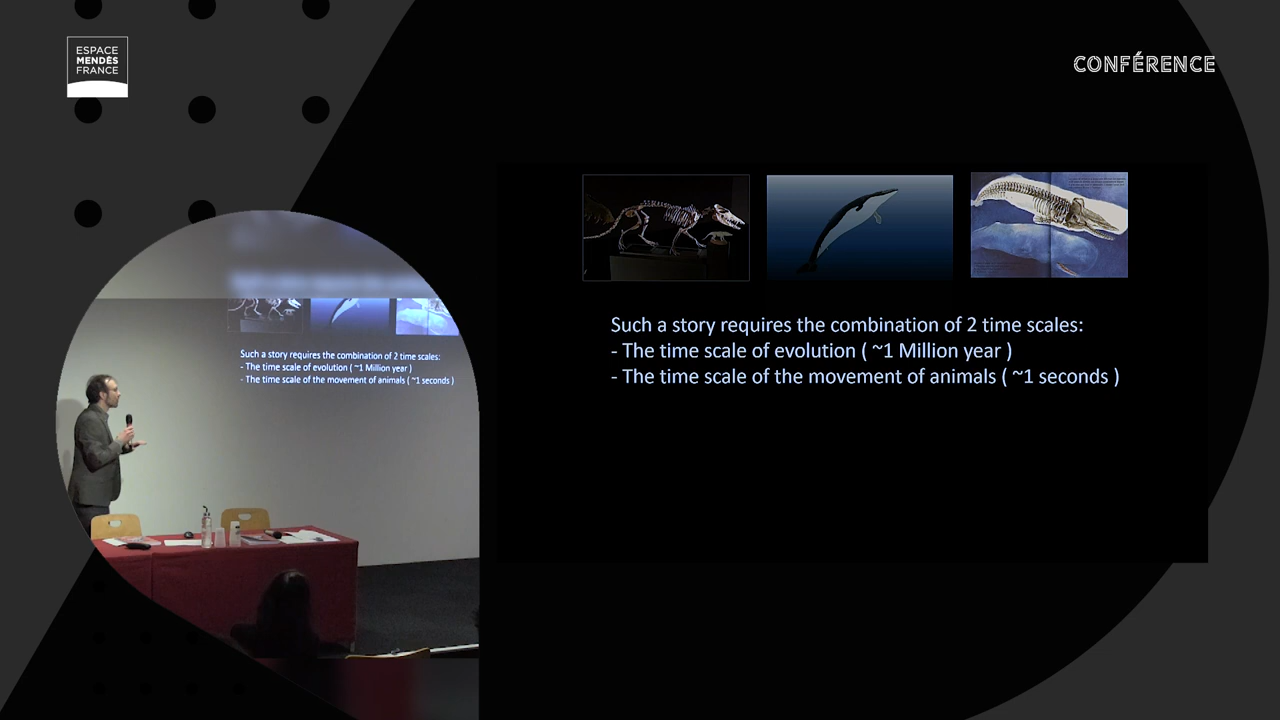 ESPACE
MENDÈS
FRANCE
CONFÉRENCE
Such a story requires the combination of 2 time scales:
- The time scale of evolution ( ~1 Million year )
- The time scale of the movement of animals ( ~1 seconds )
Such a story requires the combination of 2 time scales:
- The time scale of evolution ( ~1 Million year )
- The time scale of the movement of animals ( ~1 seconds )